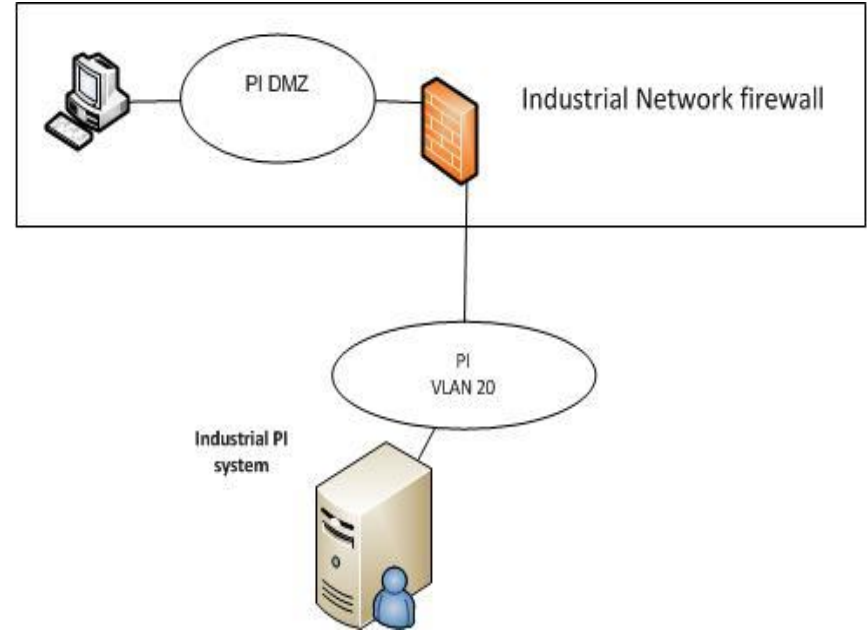 PI DMZ
Industrial Network firewall
PI
VLAN 20
Industrial PI
system